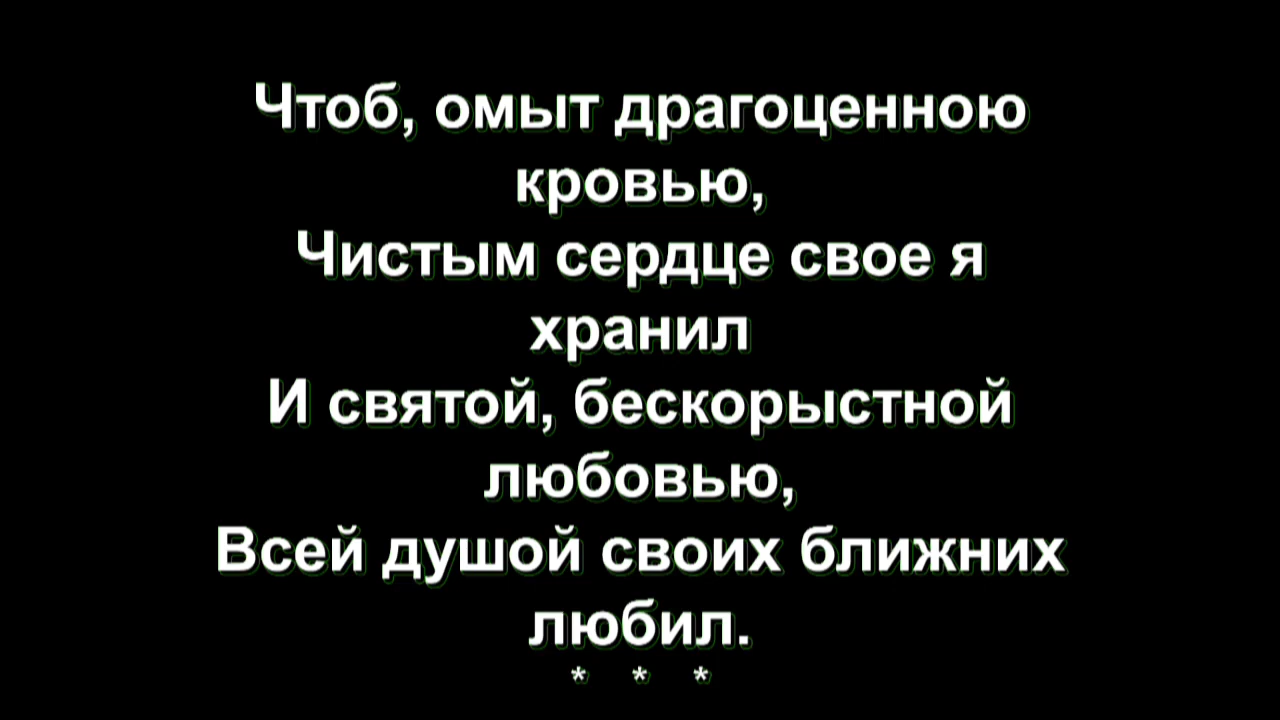 Чтоб, омыт драгоценною
кровью,
Чистым сердце свое я
хранил
И святой, бескорыстной
любовью,
Всей душой своих ближних
любил.
* * *